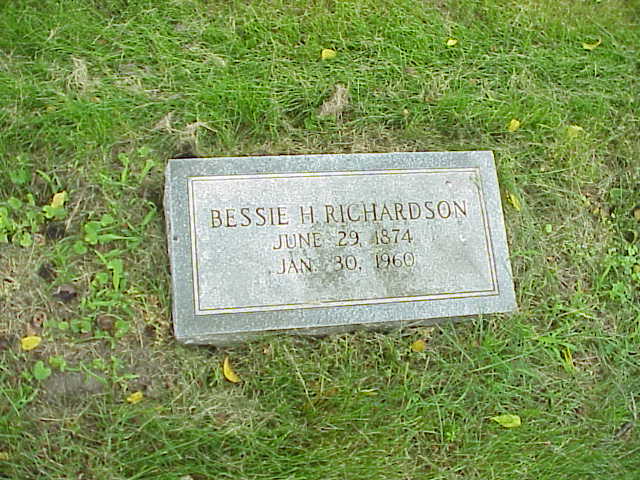 BESSIE H. RICHARDSON
JUNE 29, 1874
JAN. 30, 1960